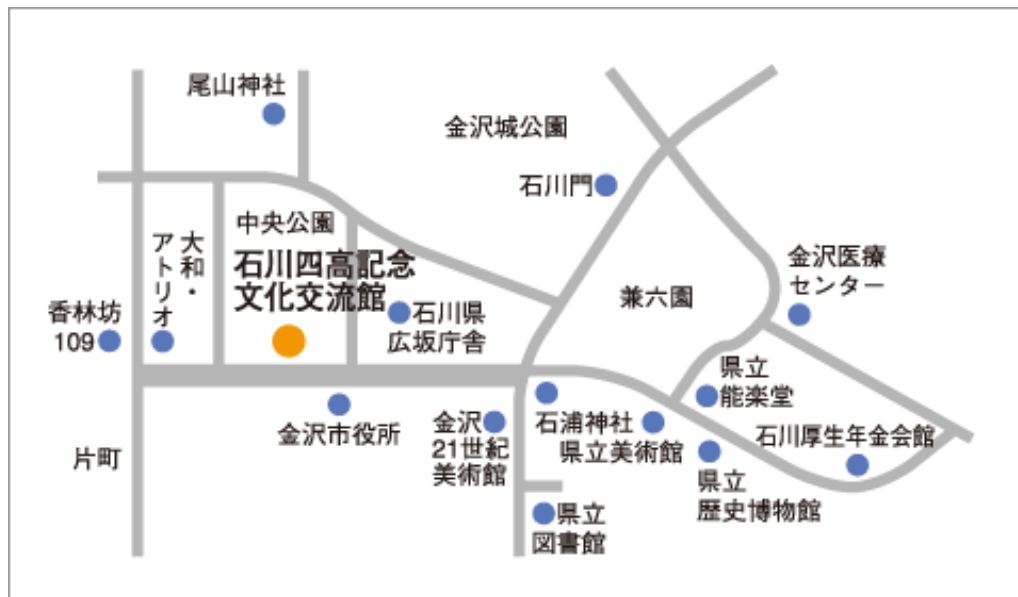 尾山神社
金沢城公園
石川門
中央公園
石川四高記念
文化交流館
大和・
アトリオ
香林坊
109
石川県
広坂庁舎
兼六園
金沢医療
センター
県立
能楽堂
金沢市役所
片町
金沢
21世紀
美術館
石浦神社
県立美術館
石川厚生年金会館
県立
歴史博物館
県立
図書館